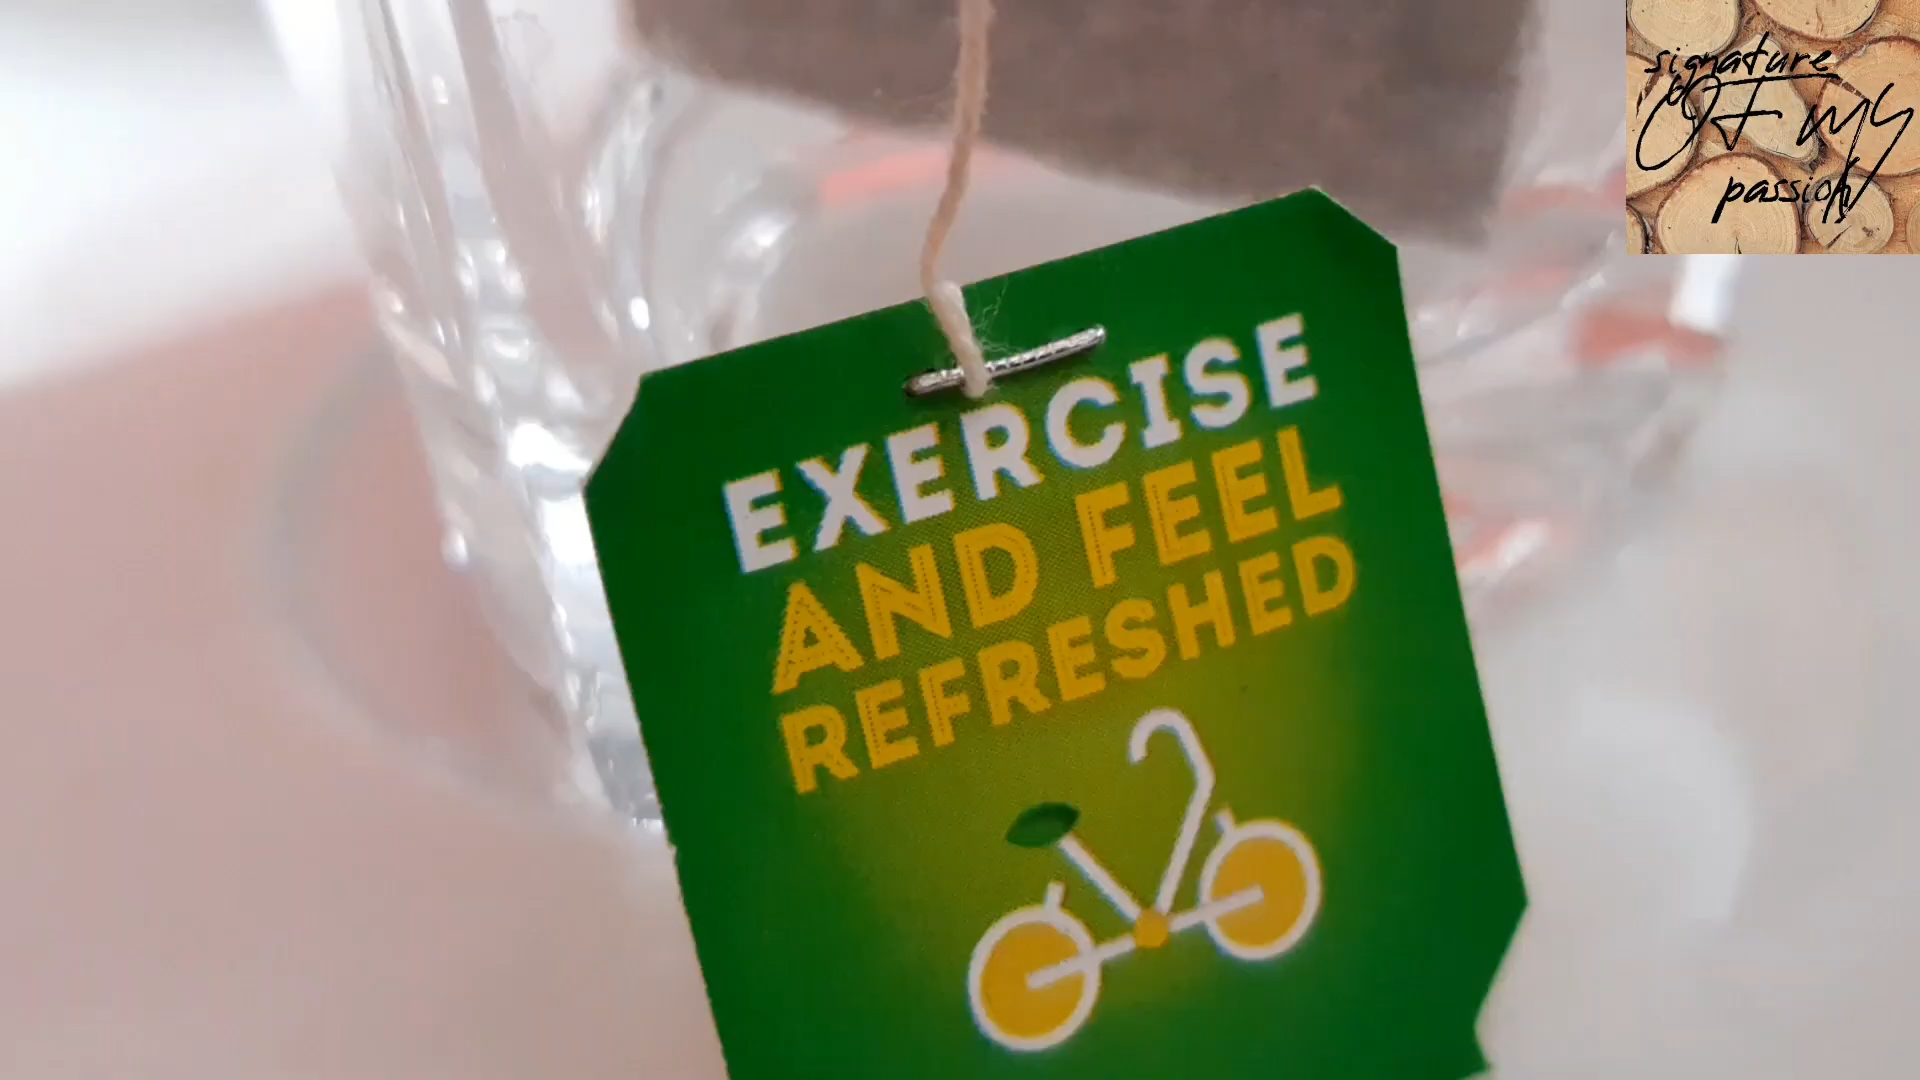 signature
OF my
passion
EXERCISE
AND FEEL
REFRESHED